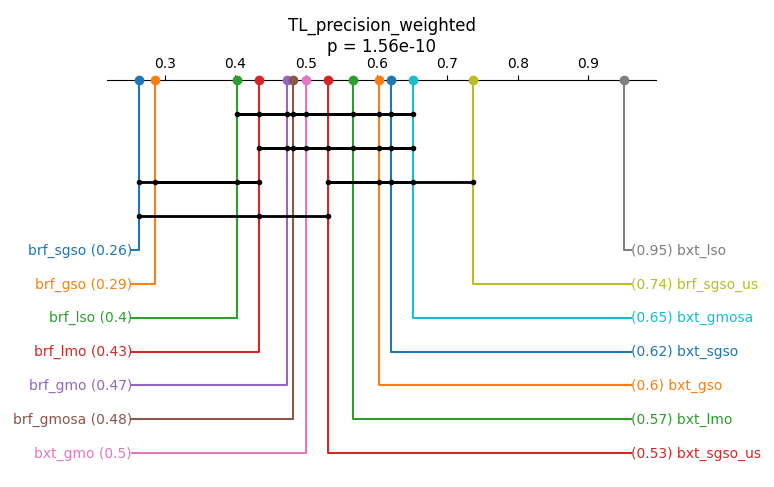 TL_precision_weighted
p = 1.56e-10
0.3 0.4 0.5 0.6 0.7 0.8 0.9
brf_sgso (0.26) (0.95) bxt_lso
brf_gso (0.29) (0.74) brf_sgso_us
brf_lso (0.4) (0.65) bxt_gmosa
brf_lmo (0.43) (0.62) bxt_sgso
brf_gmo (0.47) (0.6) bxt_gso
brf_gmosa (0.48) (0.57) bxt_lmo
bxt_gmo (0.5) (0.53) bxt_sgso_us